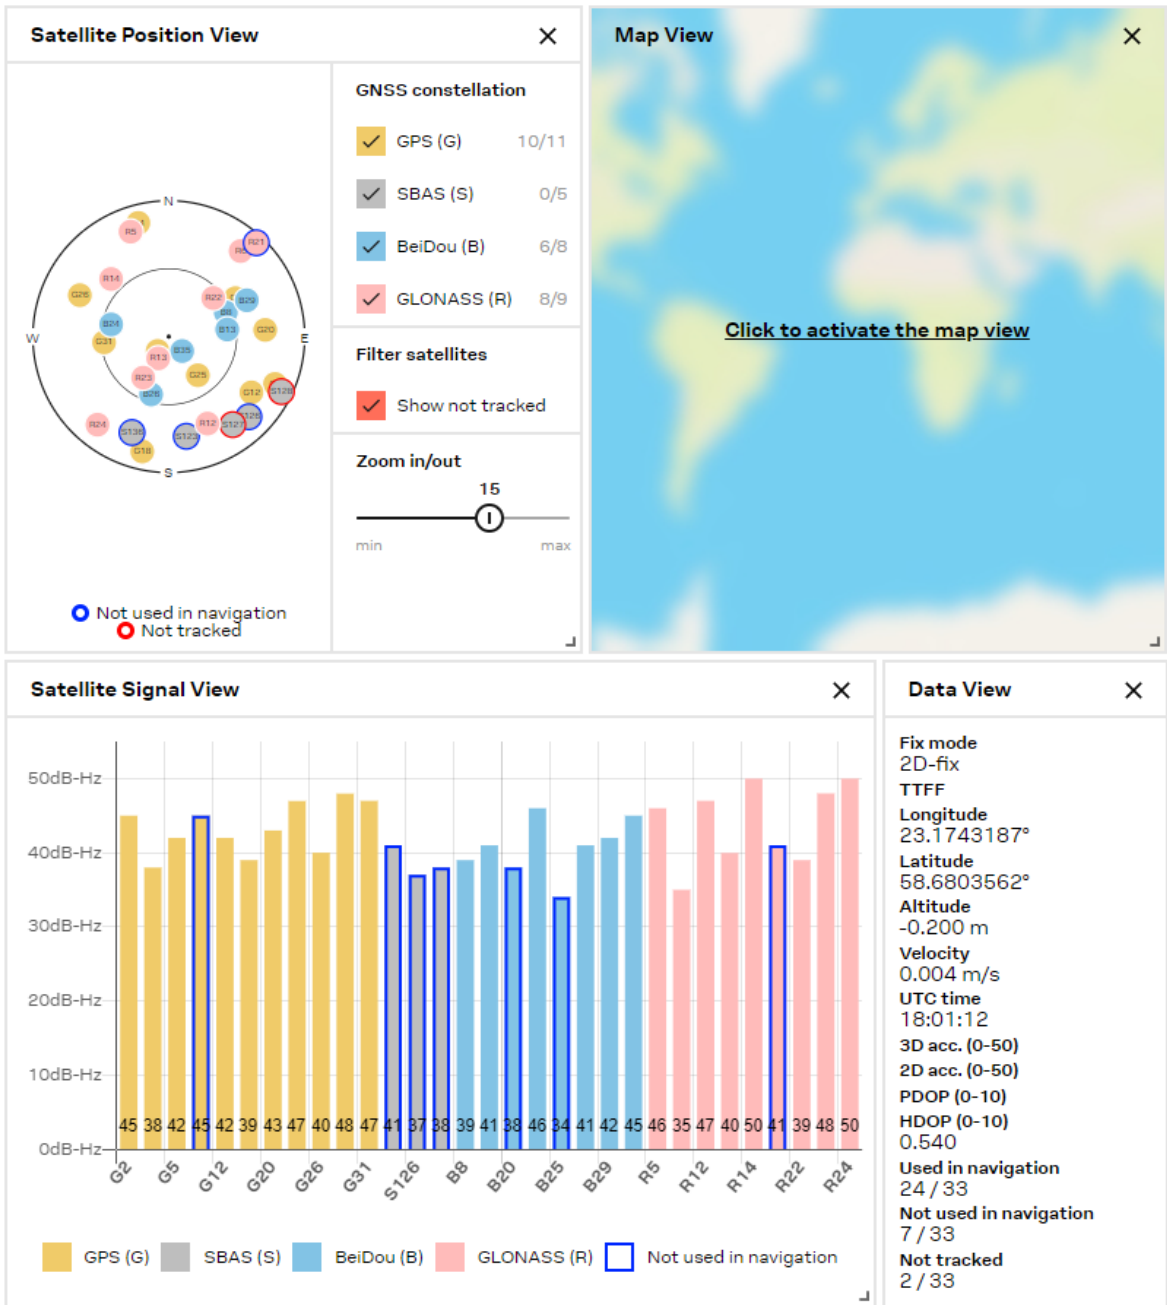 Satellite Position View
GNSS constellation
GPS (G) 10/11
SBAS (S) 0/5
BeiDou (B) 6/8
GLONASS (R) 8/9
Filter satellites
Show not tracked
Zoom in/out
15
min max
N
R5
R21
R14
G26
R22
B29
B8
B24
B13
G20
W
E
G31
B35
R13
R23
G25
B26
G12
S128
R24
S136
S123
R12
S127
S126
G18
S
Not used in navigation
Not tracked
Map View
Click to activate the map view
Satellite Signal View
50dB-Hz
40dB-Hz
30dB-Hz
20dB-Hz
10dB-Hz
0dB-Hz
45 38 42 45 42 39 43 47 40 48 47 41 37 38 39 41 38 46 34 41 42 45 46 35 47 40 50 41 39 48 50
G2 G5 G12 G20 G26 G31 S126 B8 B20 B25 B29 R5 R12 R14 R22 R24
GPS (G) SBAS (S) BeiDou (B) GLONASS (R) Not used in navigation
Data View
Fix mode
2D-fix
TTFF
Longitude
23.1743187°
Latitude
58.6803562°
Altitude
-0.200 m
Velocity
0.004 m/s
UTC time
18:01:12
3D acc. (0-50)
2D acc. (0-50)
PDOP (0-10)
HDOP (0-10)
0.540
Used in navigation
24 / 33
Not used in navigation
7 / 33
Not tracked
2 / 33